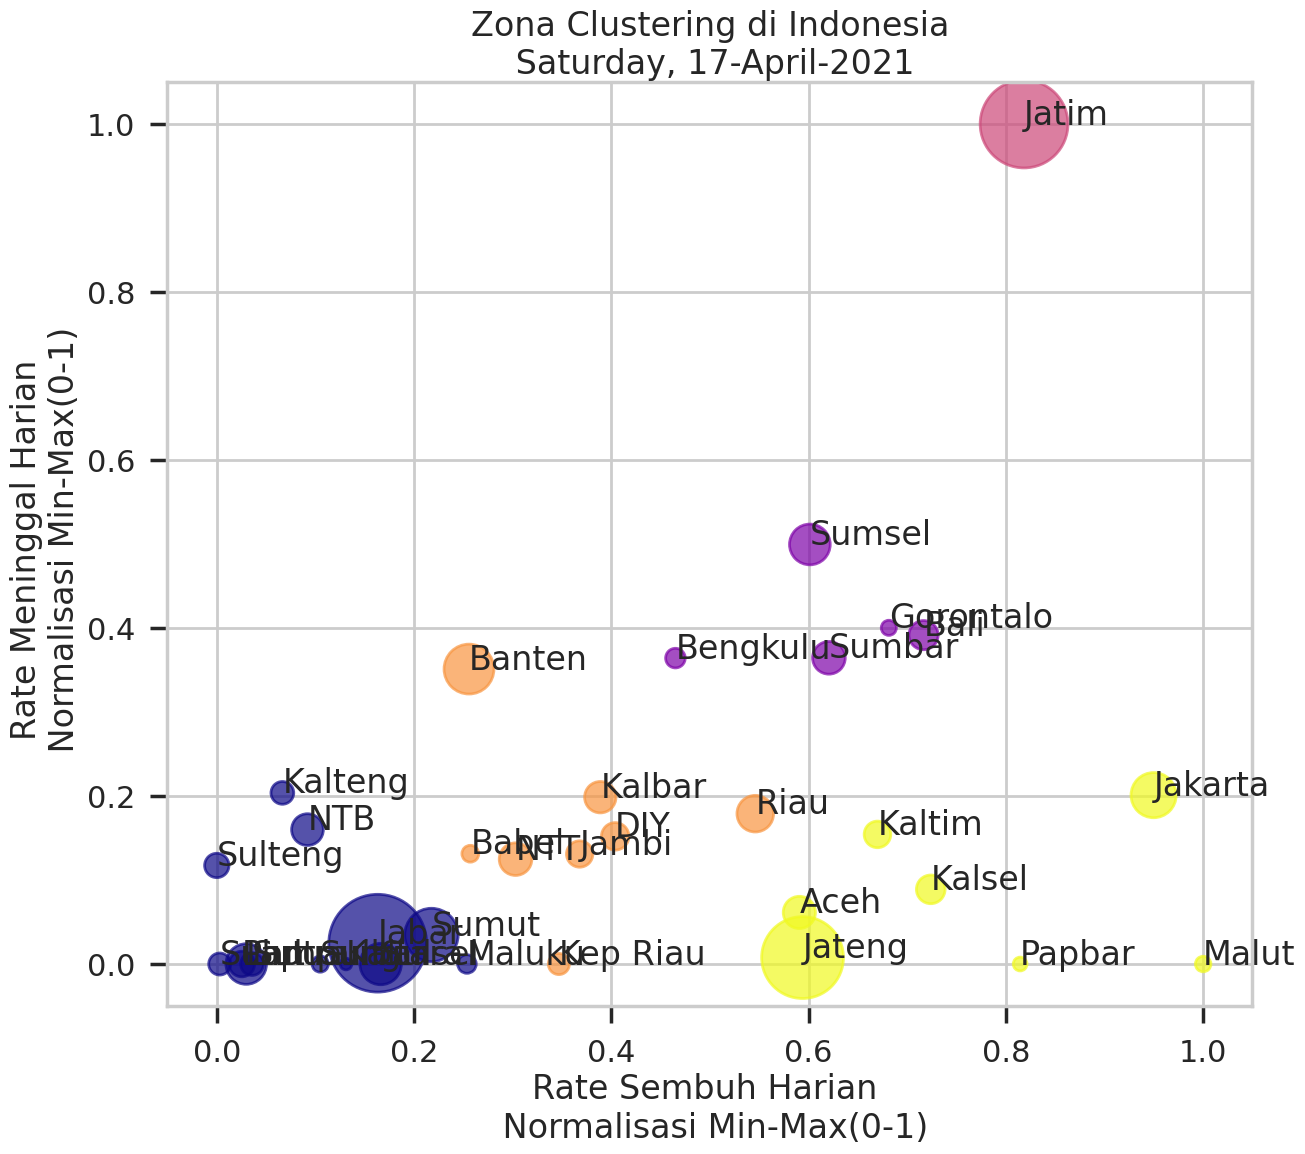 Zona Clustering di Indonesia
Saturday, 17-April-2021
Rate Meninggal Harian
Normalisasi Min-Max(0-1)
1.0
0.8
0.6
0.4
0.2
0.0
Jatim
Sumsel
Gorontalo
Bali
Bengkulu
Sumbar
Banten
Kalteng
Kalbar
Jakarta
NTB
Riau
DIY
Kaltim
Babel
NTT
Jambi
Sulteng
Kalsel
Aceh
Sumut
Jabar
Jateng
Maluku
Kep Riau
Papbar
Malut
0.0
0.2
0.4
0.6
0.8
1.0
Rate Sembuh Harian
Normalisasi Min-Max(0-1)